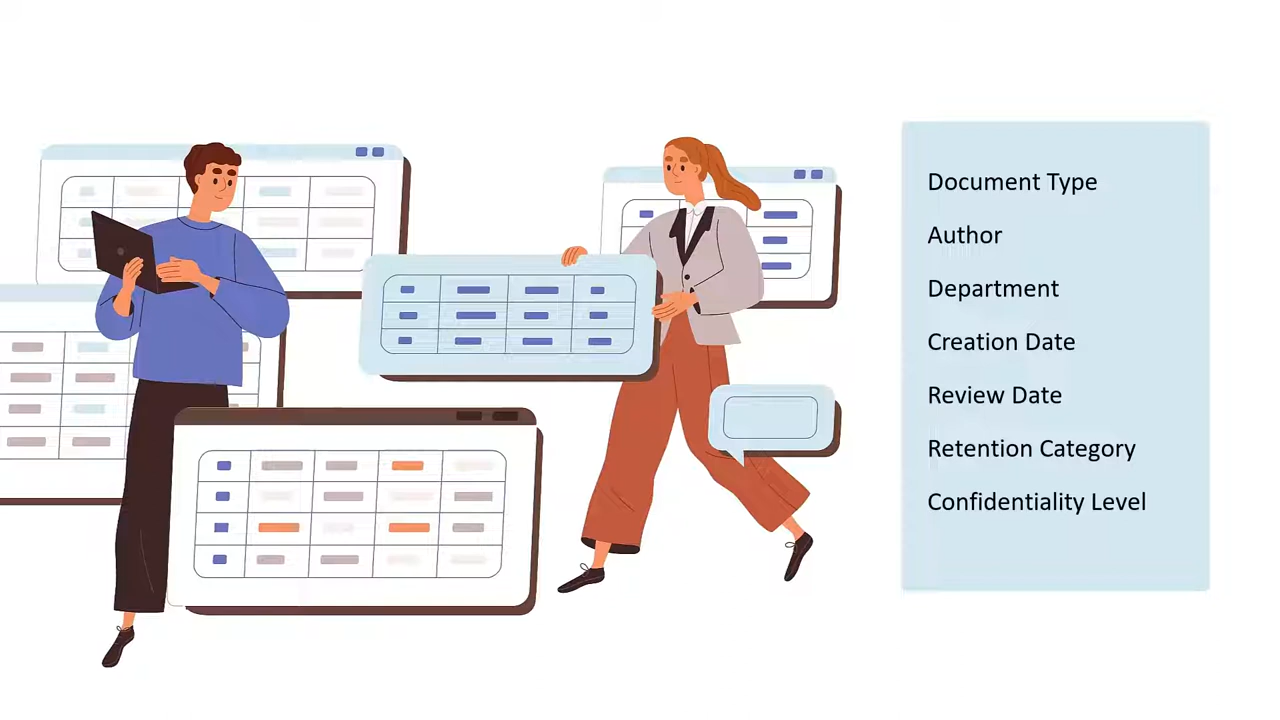 Document Type
Author
Department
Creation Date
Review Date
Retention Category
Confidentiality Level